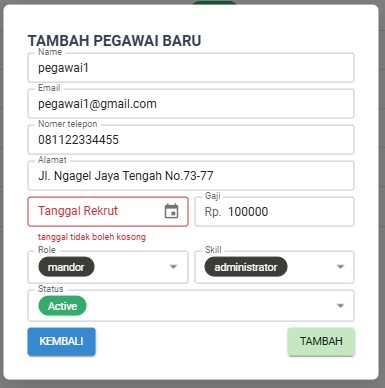 TAMBAH PEGAWAI BARU
Name
pegawai1
Email
pegawai1@gmail.com
Nomer telepon
081122334455
Alamat
Jl. Ngagel Jaya Tengah No.73-77
Tanggal Rekrut
tanggal tidak boleh kosong
Gaji
Rp. 100000
Role
mandor
Skill
administrator
Status
Active
KEMBALI
TAMBAH